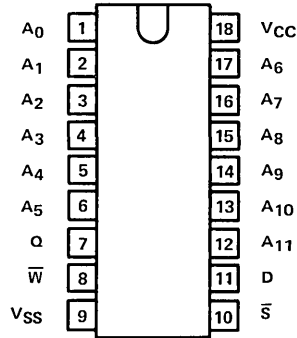 A0 1 18 VCC
A1 2 17 A6
A2 3 16 A7
A3 4 15 A8
A4 5 14 A9
A5 6 13 A10
Q 7 12 A11
W̅ 8 11 D
VSS 9 10 S̅